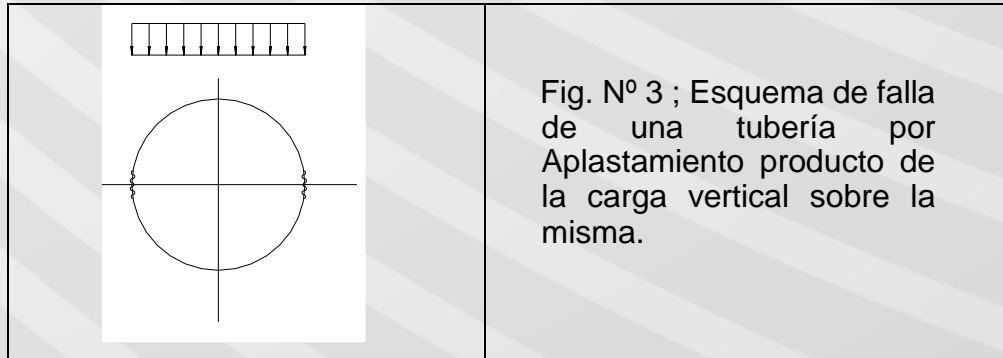 Fig. Nº 3 ; Esquema de falla
de una tubería por
Aplastamiento producto de
la carga vertical sobre la
misma.